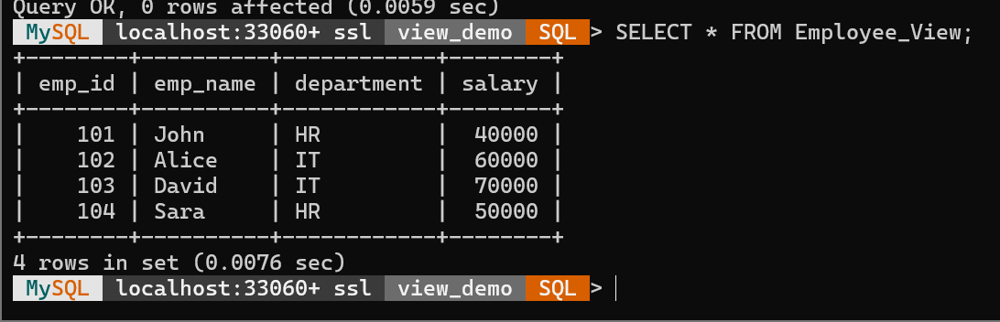 Query OK, 0 rows affected (0.0059 sec)
MySQL localhost:33060+ ssl view_demo SQL> SELECT * FROM Employee_View;
+--------+----------+------------+--------+
| emp_id | emp_name | department | salary |
+--------+----------+------------+--------+
|    101 | John     | HR         |  40000 |
|    102 | Alice    | IT         |  60000 |
|    103 | David    | IT         |  70000 |
|    104 | Sara     | HR         |  50000 |
+--------+----------+------------+--------+
4 rows in set (0.0076 sec)
MySQL localhost:33060+ ssl view_demo SQL>